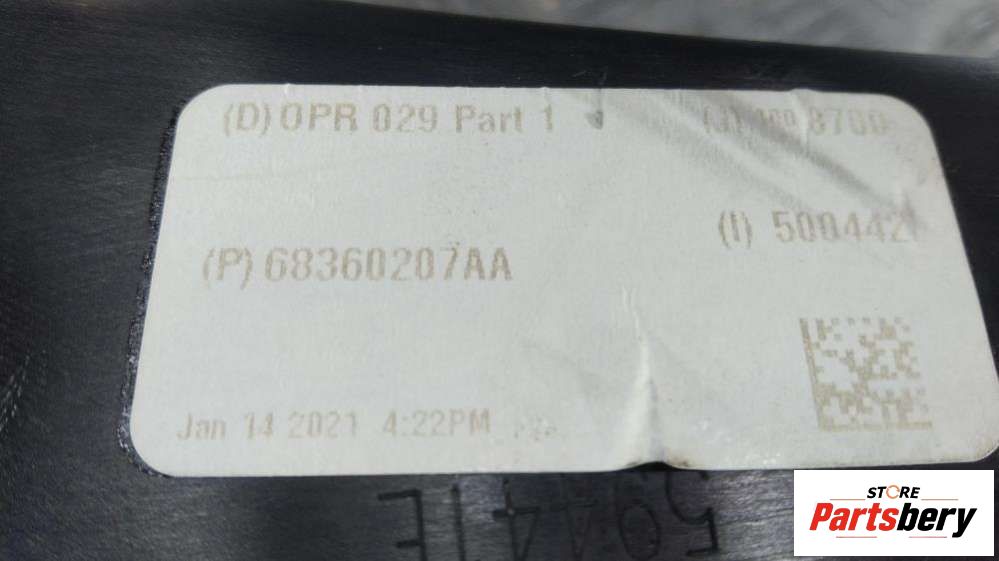 (D) OPR 029 Part 1
(I) 500442
(P) 68360207AA
Jan 14 2021 4:22PM
STORE
Partsbery